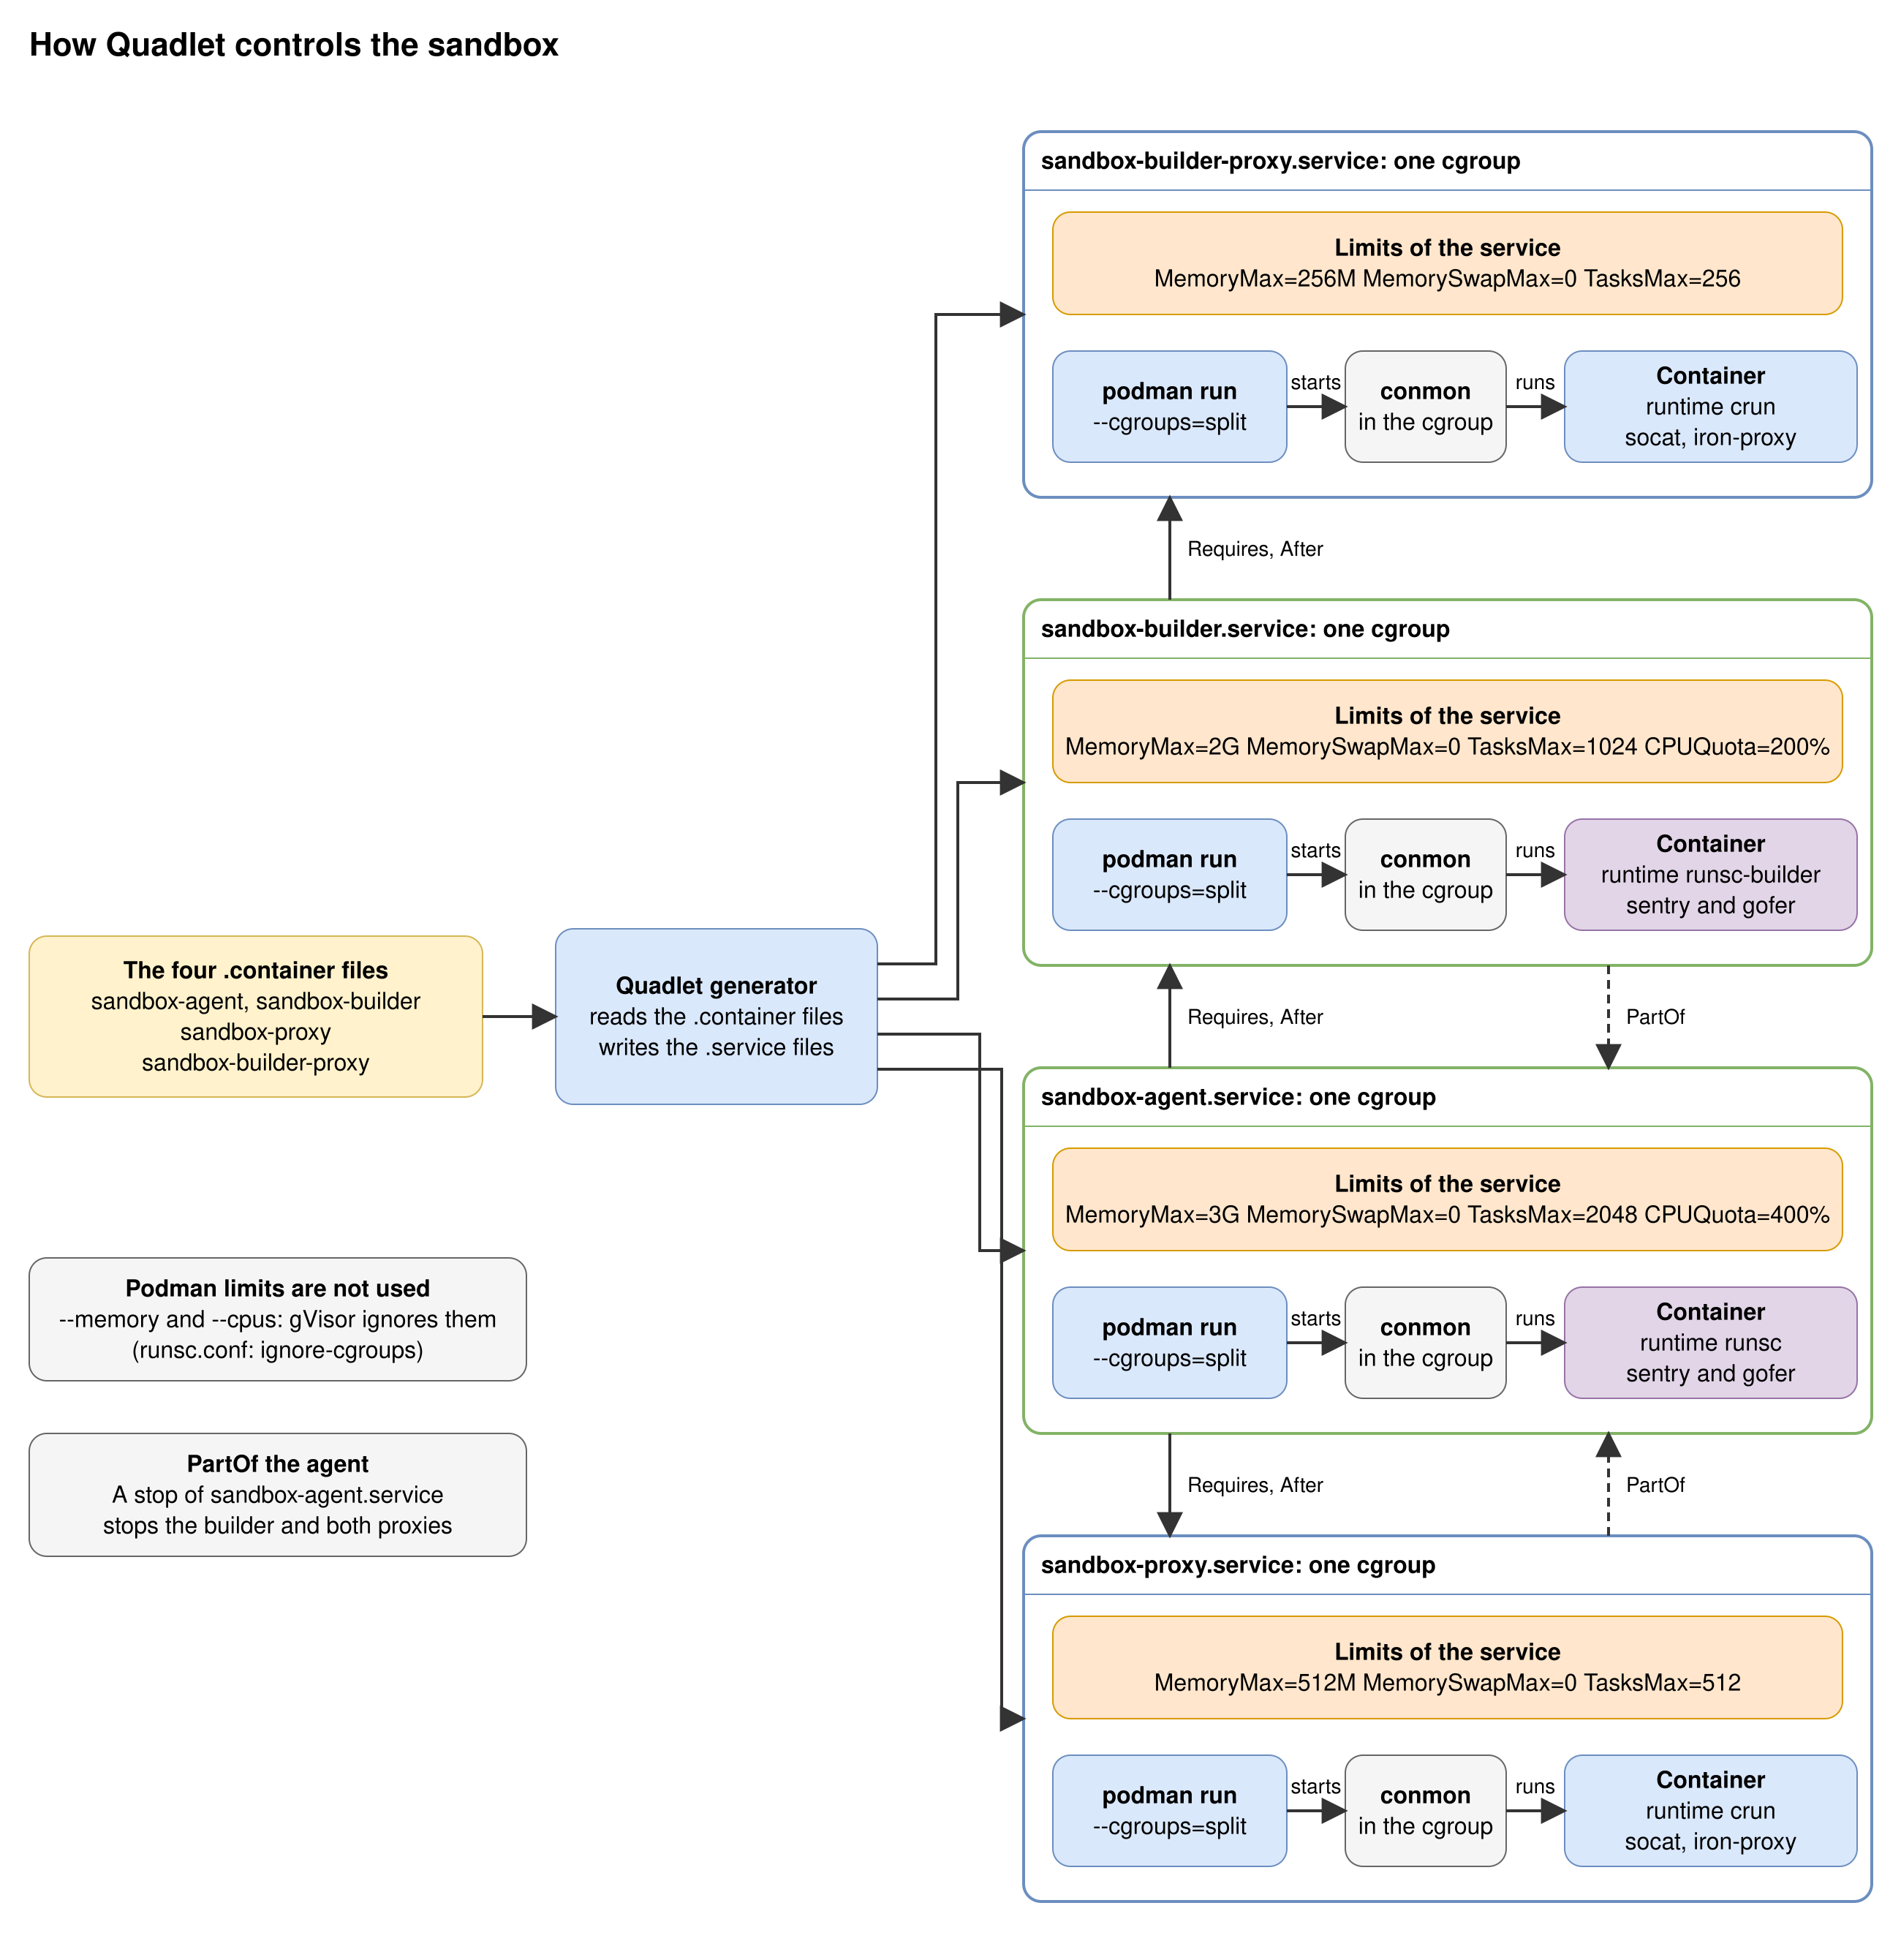 How Quadlet controls the sandbox
sandbox-builder-proxy.service: one cgroup
Limits of the service
MemoryMax=256M MemorySwapMax=0 TasksMax=256
podman run
--cgroups=split
starts
conmon
in the cgroup
runs
Container
runtime crun
socat, iron-proxy
Requires, After
sandbox-builder.service: one cgroup
Limits of the service
MemoryMax=2G MemorySwapMax=0 TasksMax=1024 CPUQuota=200%
podman run
--cgroups=split
starts
conmon
in the cgroup
runs
Container
runtime runsc-builder
sentry and gofer
The four .container files
sandbox-agent, sandbox-builder
sandbox-proxy
sandbox-builder-proxy
Quadlet generator
reads the .container files
writes the .service files
Requires, After
PartOf
sandbox-agent.service: one cgroup
Limits of the service
MemoryMax=3G MemorySwapMax=0 TasksMax=2048 CPUQuota=400%
podman run
--cgroups=split
starts
conmon
in the cgroup
runs
Container
runtime runsc
sentry and gofer
Podman limits are not used
--memory and --cpus: gVisor ignores them
(runsc.conf: ignore-cgroups)
PartOf the agent
A stop of sandbox-agent.service
stops the builder and both proxies
Requires, After
PartOf
sandbox-proxy.service: one cgroup
Limits of the service
MemoryMax=512M MemorySwapMax=0 TasksMax=512
podman run
--cgroups=split
starts
conmon
in the cgroup
runs
Container
runtime crun
socat, iron-proxy